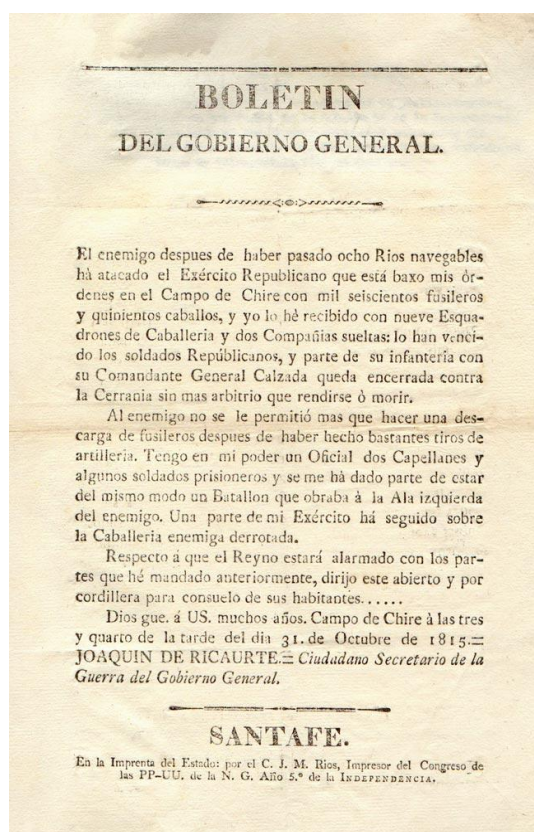 BOLETIN
DEL GOBIERNO GENERAL.
El enemigo despues de haber pasado ocho Rios navegables
hà atacado el Exército Republicano que está baxo mis ór-
denes en el Campo de Chire con mil seiscientos fusileros
y quinientos caballos, y yo lo hè recibido con nueve Esqua-
drones de Caballeria y dos Compañias sueltas: lo han venci-
do los soldados Repúblicanos, y parte de su infanteria con
su Comandante General Calzada queda encerrada contra
la Cerrania sin mas arbitrio que rendirse ò morir.
Al enemigo no se le permitió mas que hacer una des-
carga de fusileros despues de haber hecho bastantes tiros de
artilleria. Tengo en mi poder un Oficial dos Capellanes y
algunos soldados prisioneros y se me hà dado parte de estar
del mismo modo un Batallon que obraba à la Ala izquierda
del enemigo. Una parte de mi Exército há seguido sobre
la Caballeria enemiga derrotada.
Respecto á que el Reyno estará alarmado con los par-
tes que hé mandado anteriormente, dirijo este abierto y por
cordillera para consuelo de sus habitantes......
Dios gue. á US. muchos años. Campo de Chire à las tres
y quarto de la tarde del dia 31. de Octubre de 1815.=
JOAQUIN DE RICAURTE.= Ciudadano Secretario de la
Guerra del Gobierno General.
SANTAFE.
En la Imprenta del Estado: por el C. J. M. Rios, Impresor del Congreso de
las PP-UU. de la N. G. Año 5.º de la INDEPENDENCIA.